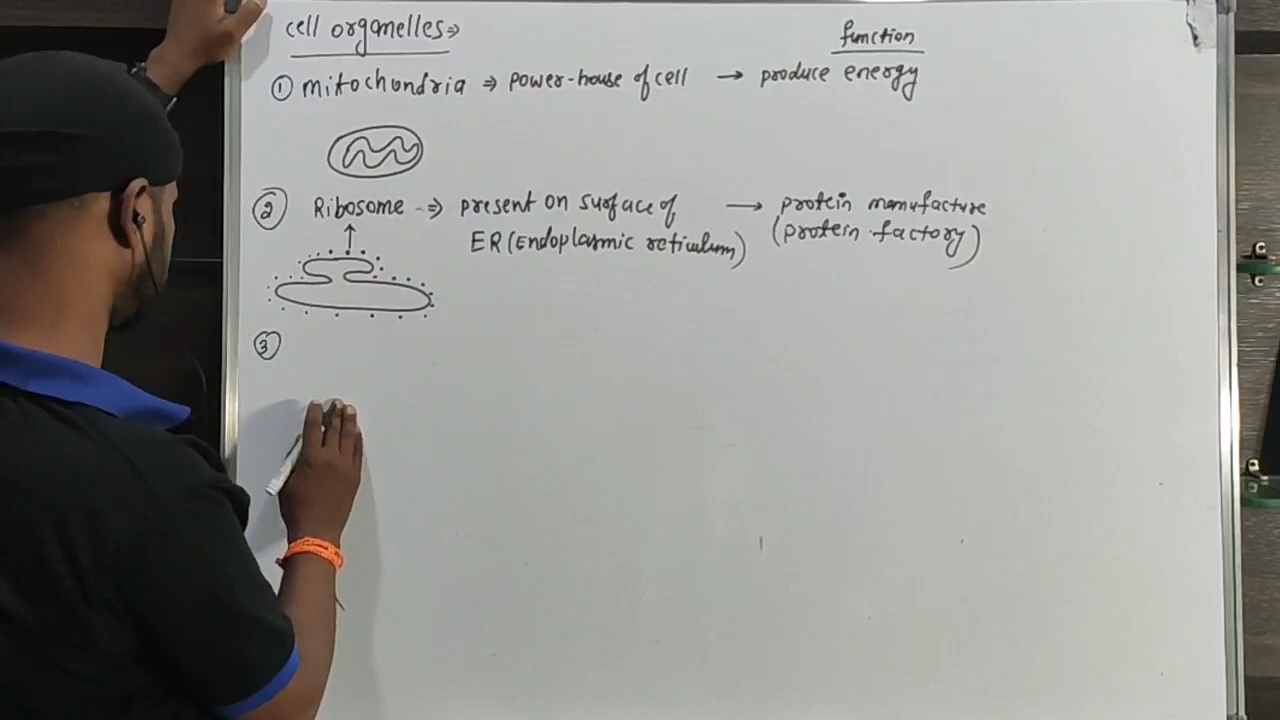 cell organelles ⇒
function
① mitochondria ⇒ power-house of cell → produce energy
② Ribosome ⇒ present on surface of → protein manufacture
ER (Endoplasmic reticulum) (protein factory)
③